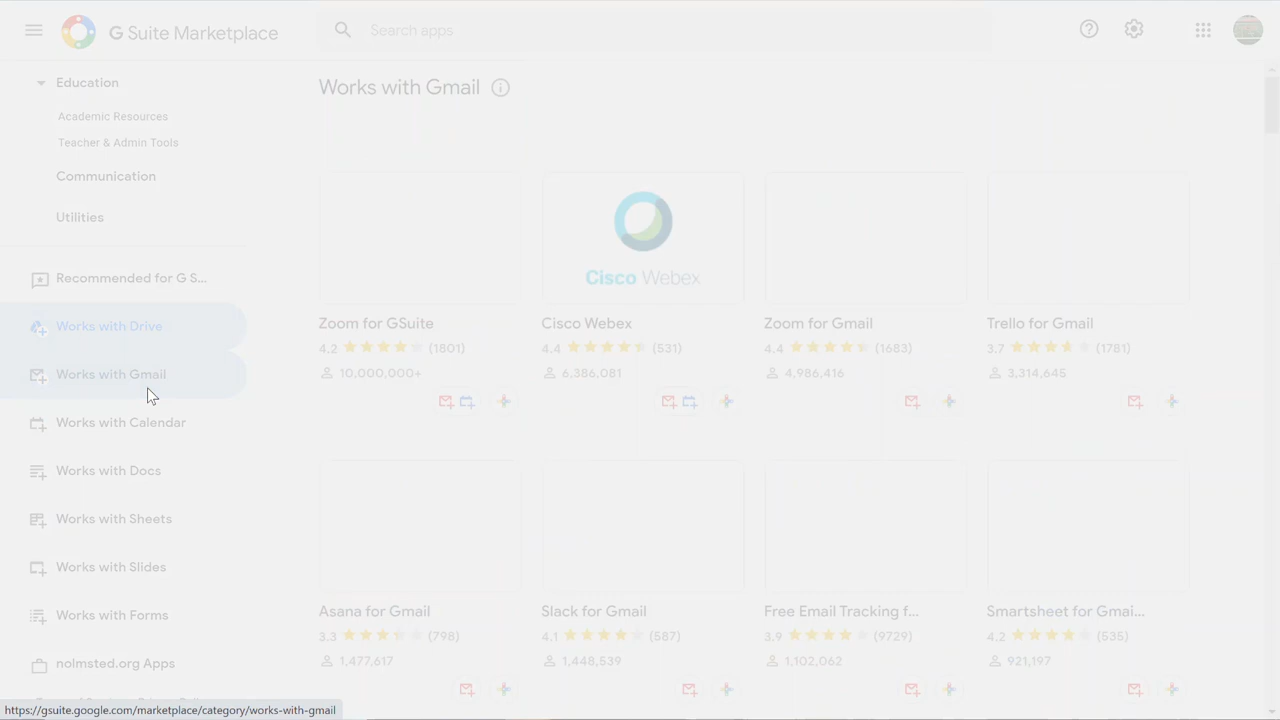 G Suite Marketplace
Search apps
Education
Academic Resources
Teacher & Admin Tools
Communication
Utilities
Recommended for G S...
Works with Drive
Works with Gmail
Works with Calendar
Works with Docs
Works with Sheets
Works with Slides
Works with Forms
nolmsted.org Apps
https://gsuite.google.com/marketplace/category/works-with-gmail
Works with Gmail
Cisco Webex
Zoom for GSuite
4.2 (1801)
10,000,000+
Cisco Webex
4.4 (531)
6,386,081
Zoom for Gmail
4.4 (1683)
4,986,416
Trello for Gmail
3.7 (1781)
3,314,645
Asana for Gmail
3.3 (798)
1,477,617
Slack for Gmail
4.1 (587)
1,448,539
Free Email Tracking f...
3.9 (9729)
1,102,062
Smartsheet for Gmai...
4.2 (535)
921,197